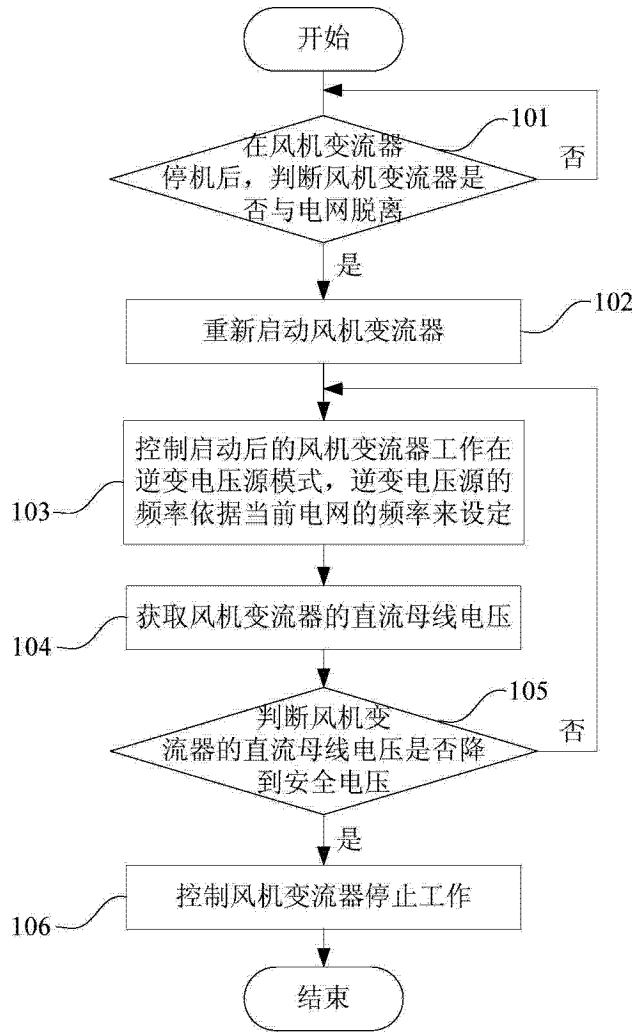 开始
101
在风机变流器
停机后，判断风机变流器是
否与电网脱离
否
是
102
重新启动风机变流器
控制启动后的风机变流器工作在
逆变电压源模式，逆变电压源的
频率依据当前电网的频率来设定
103
获取风机变流器的直流母线电压
104
105
判断风机变
流器的直流母线电压是否降
到安全电压
否
是
控制风机变流器停止工作
106
结束